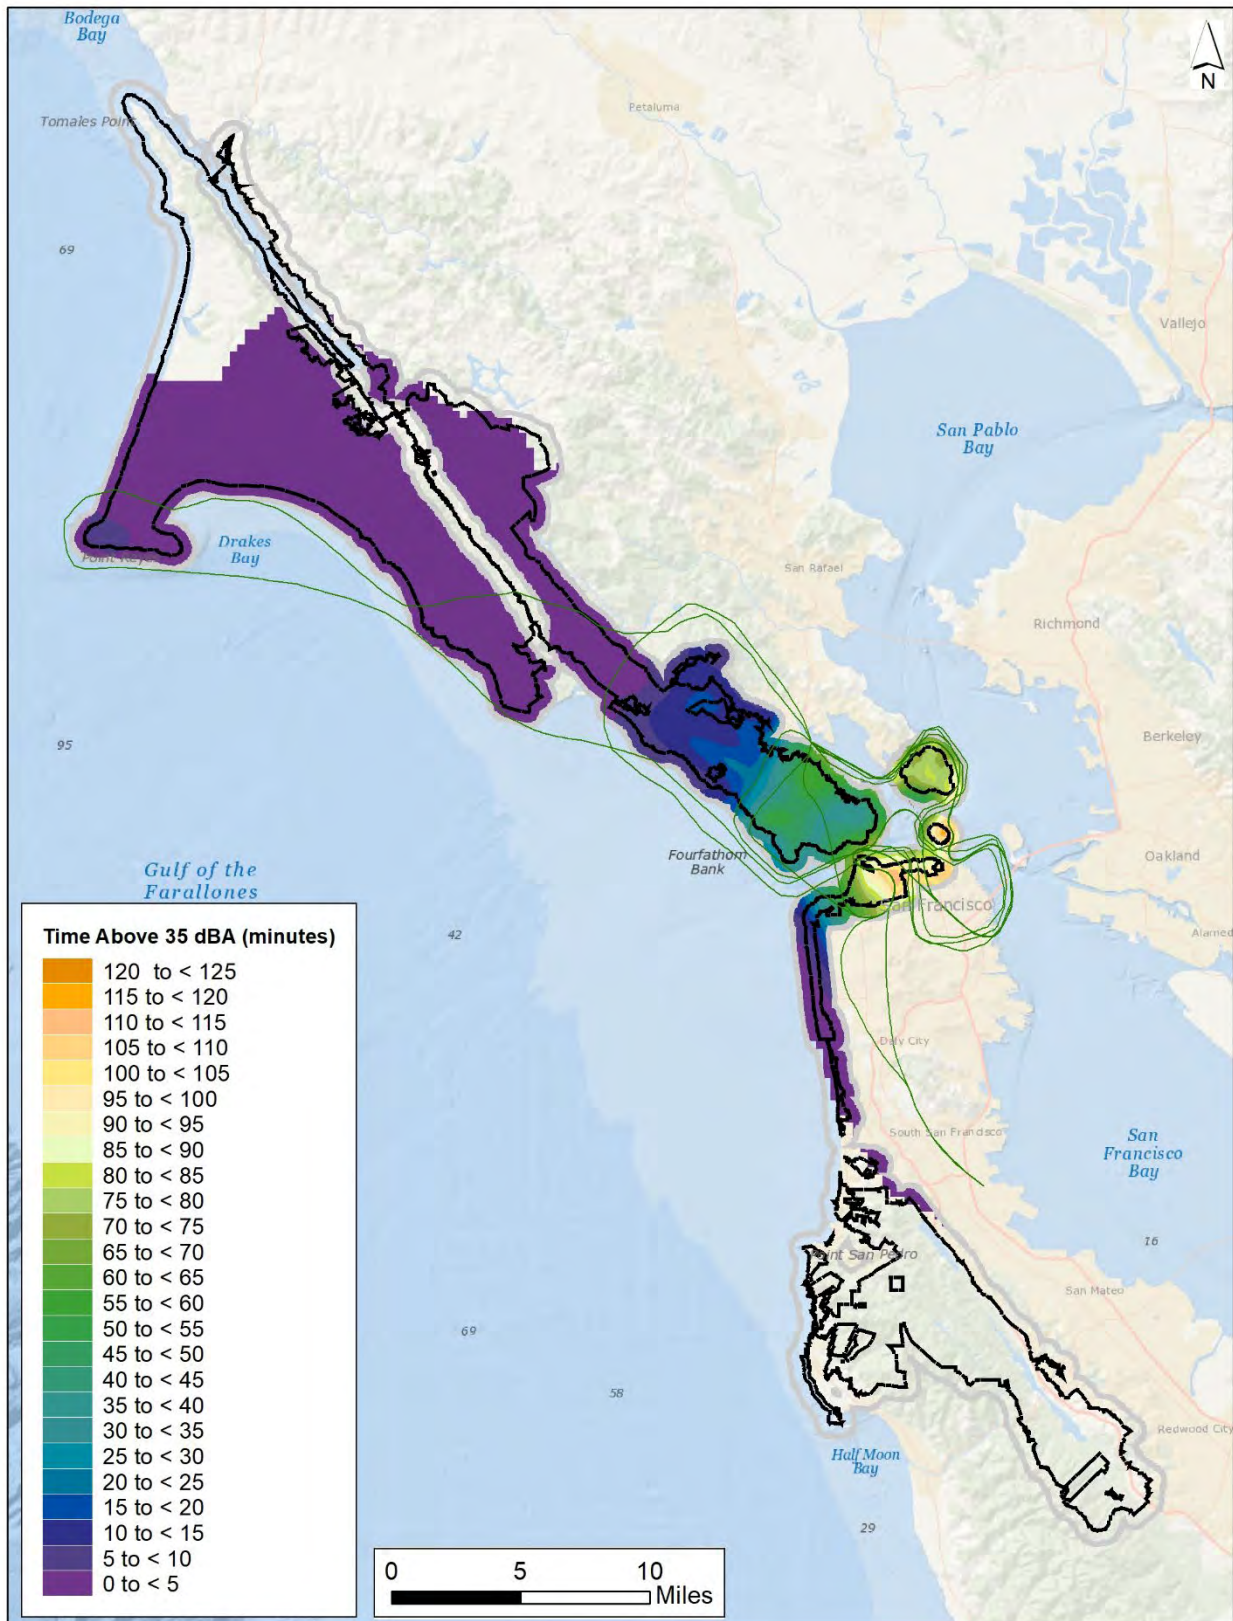 Bodega
Bay
N
Tomales Point
Petaluma
69
Vallejo
San Pablo
Bay
Drakes
Bay
San Rafael
Richmond
95
Berkeley
Fourfathom
Bank
Oakland
Gulf of the
Farallones
San Francisco
42
Alamed
Daly City
South San Francisco
San
Francisco
Bay
Point San Pedro
16
San Mateo
69
58
Redwood City
Half Moon
Bay
29
Time Above 35 dBA (minutes)
120 to < 125
115 to < 120
110 to < 115
105 to < 110
100 to < 105
95 to < 100
90 to < 95
85 to < 90
80 to < 85
75 to < 80
70 to < 75
65 to < 70
60 to < 65
55 to < 60
50 to < 55
45 to < 50
40 to < 45
35 to < 40
30 to < 35
25 to < 30
20 to < 25
15 to < 20
10 to < 15
5 to < 10
0 to < 5
0 5 10
Miles